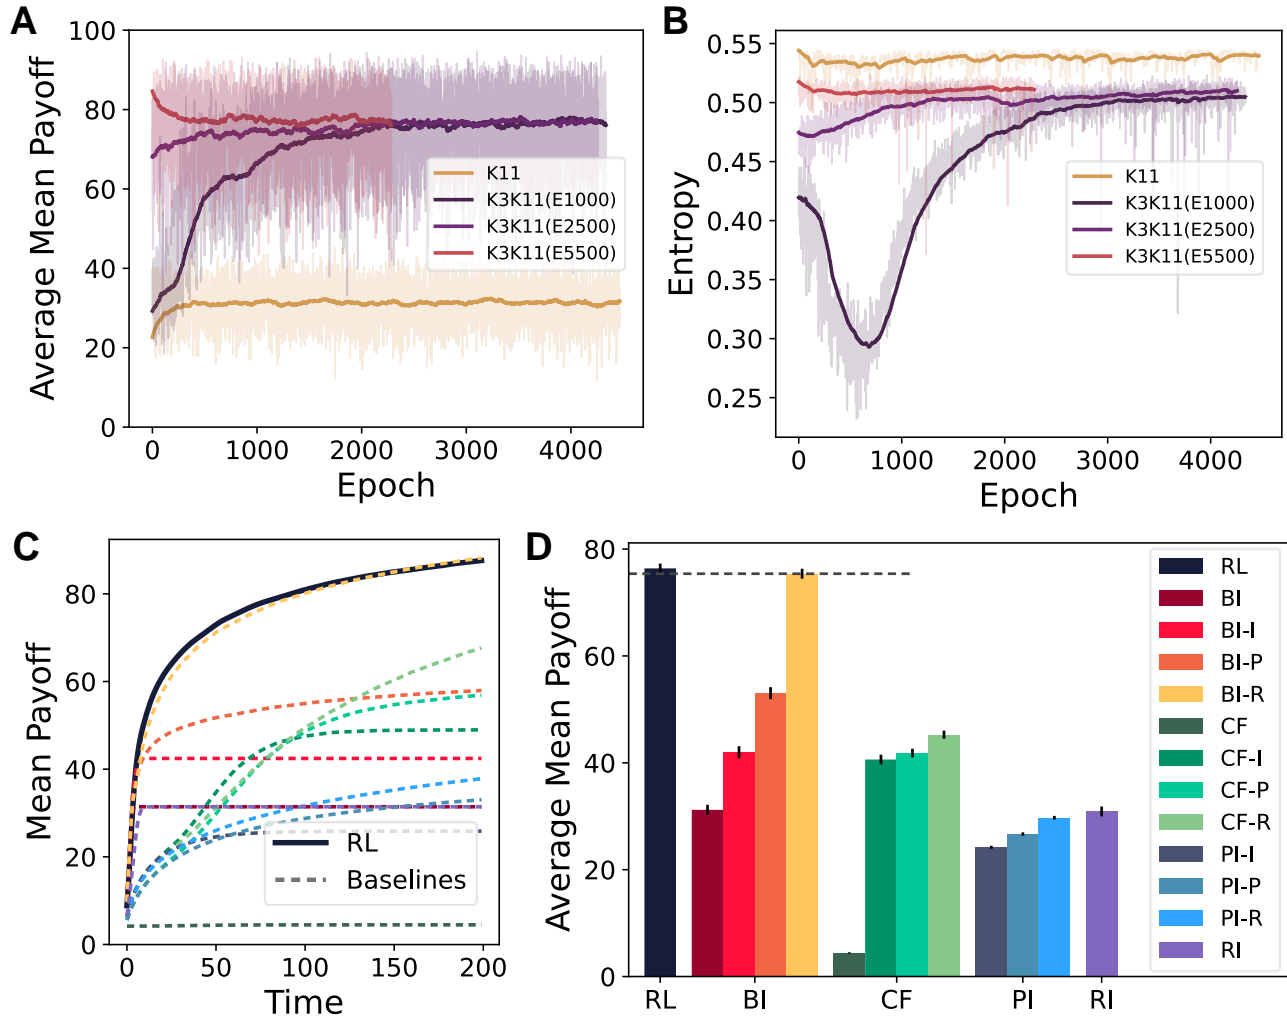 A
100
80
60
40
20
0
Average Mean Payoff
0 1000 2000 3000 4000
Epoch
K11
K3K11(E1000)
K3K11(E2500)
K3K11(E5500)
B
0.55
0.50
0.45
0.40
0.35
0.30
0.25
Entropy
0 1000 2000 3000 4000
Epoch
K11
K3K11(E1000)
K3K11(E2500)
K3K11(E5500)
C
80
60
40
20
0
Mean Payoff
0 50 100 150 200
Time
RL
Baselines
D
80
60
40
20
0
Average Mean Payoff
RL BI CF PI RI
RL
BI
BI-I
BI-P
BI-R
CF
CF-I
CF-P
CF-R
PI-I
PI-P
PI-R
RI